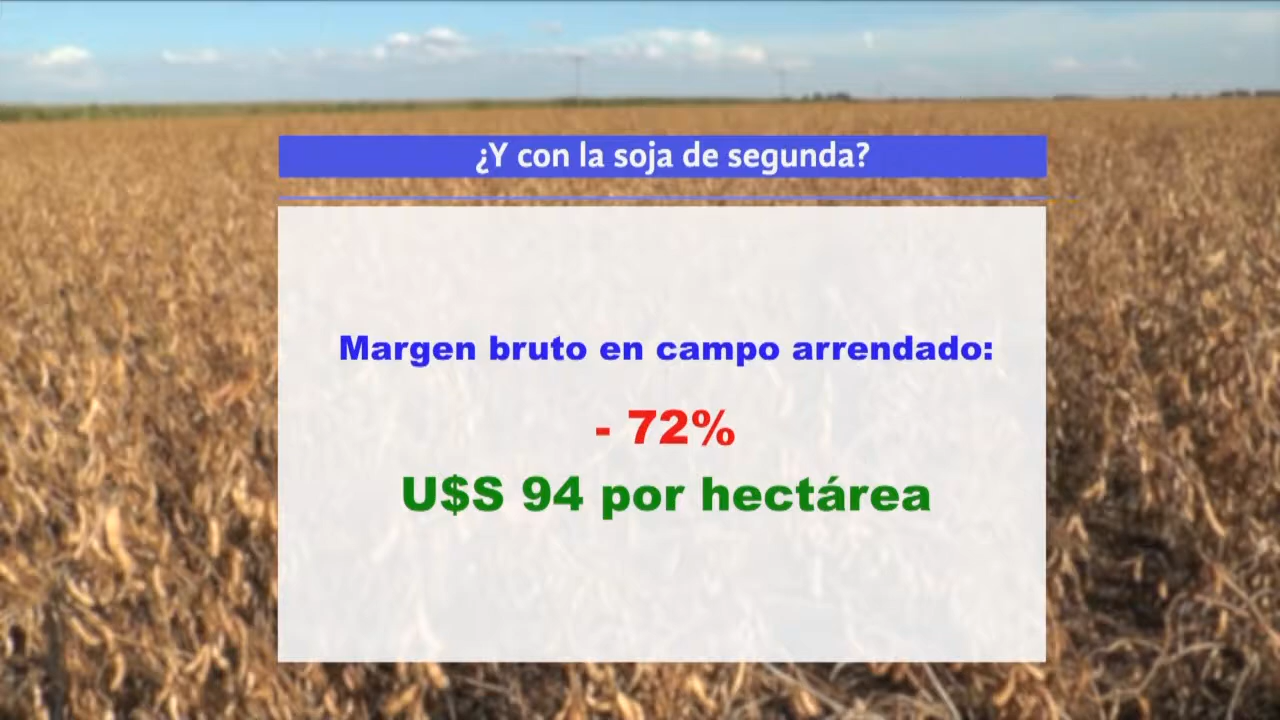 ¿Y con la soja de segunda?
Margen bruto en campo arrendado:
- 72%
U$S 94 por hectárea